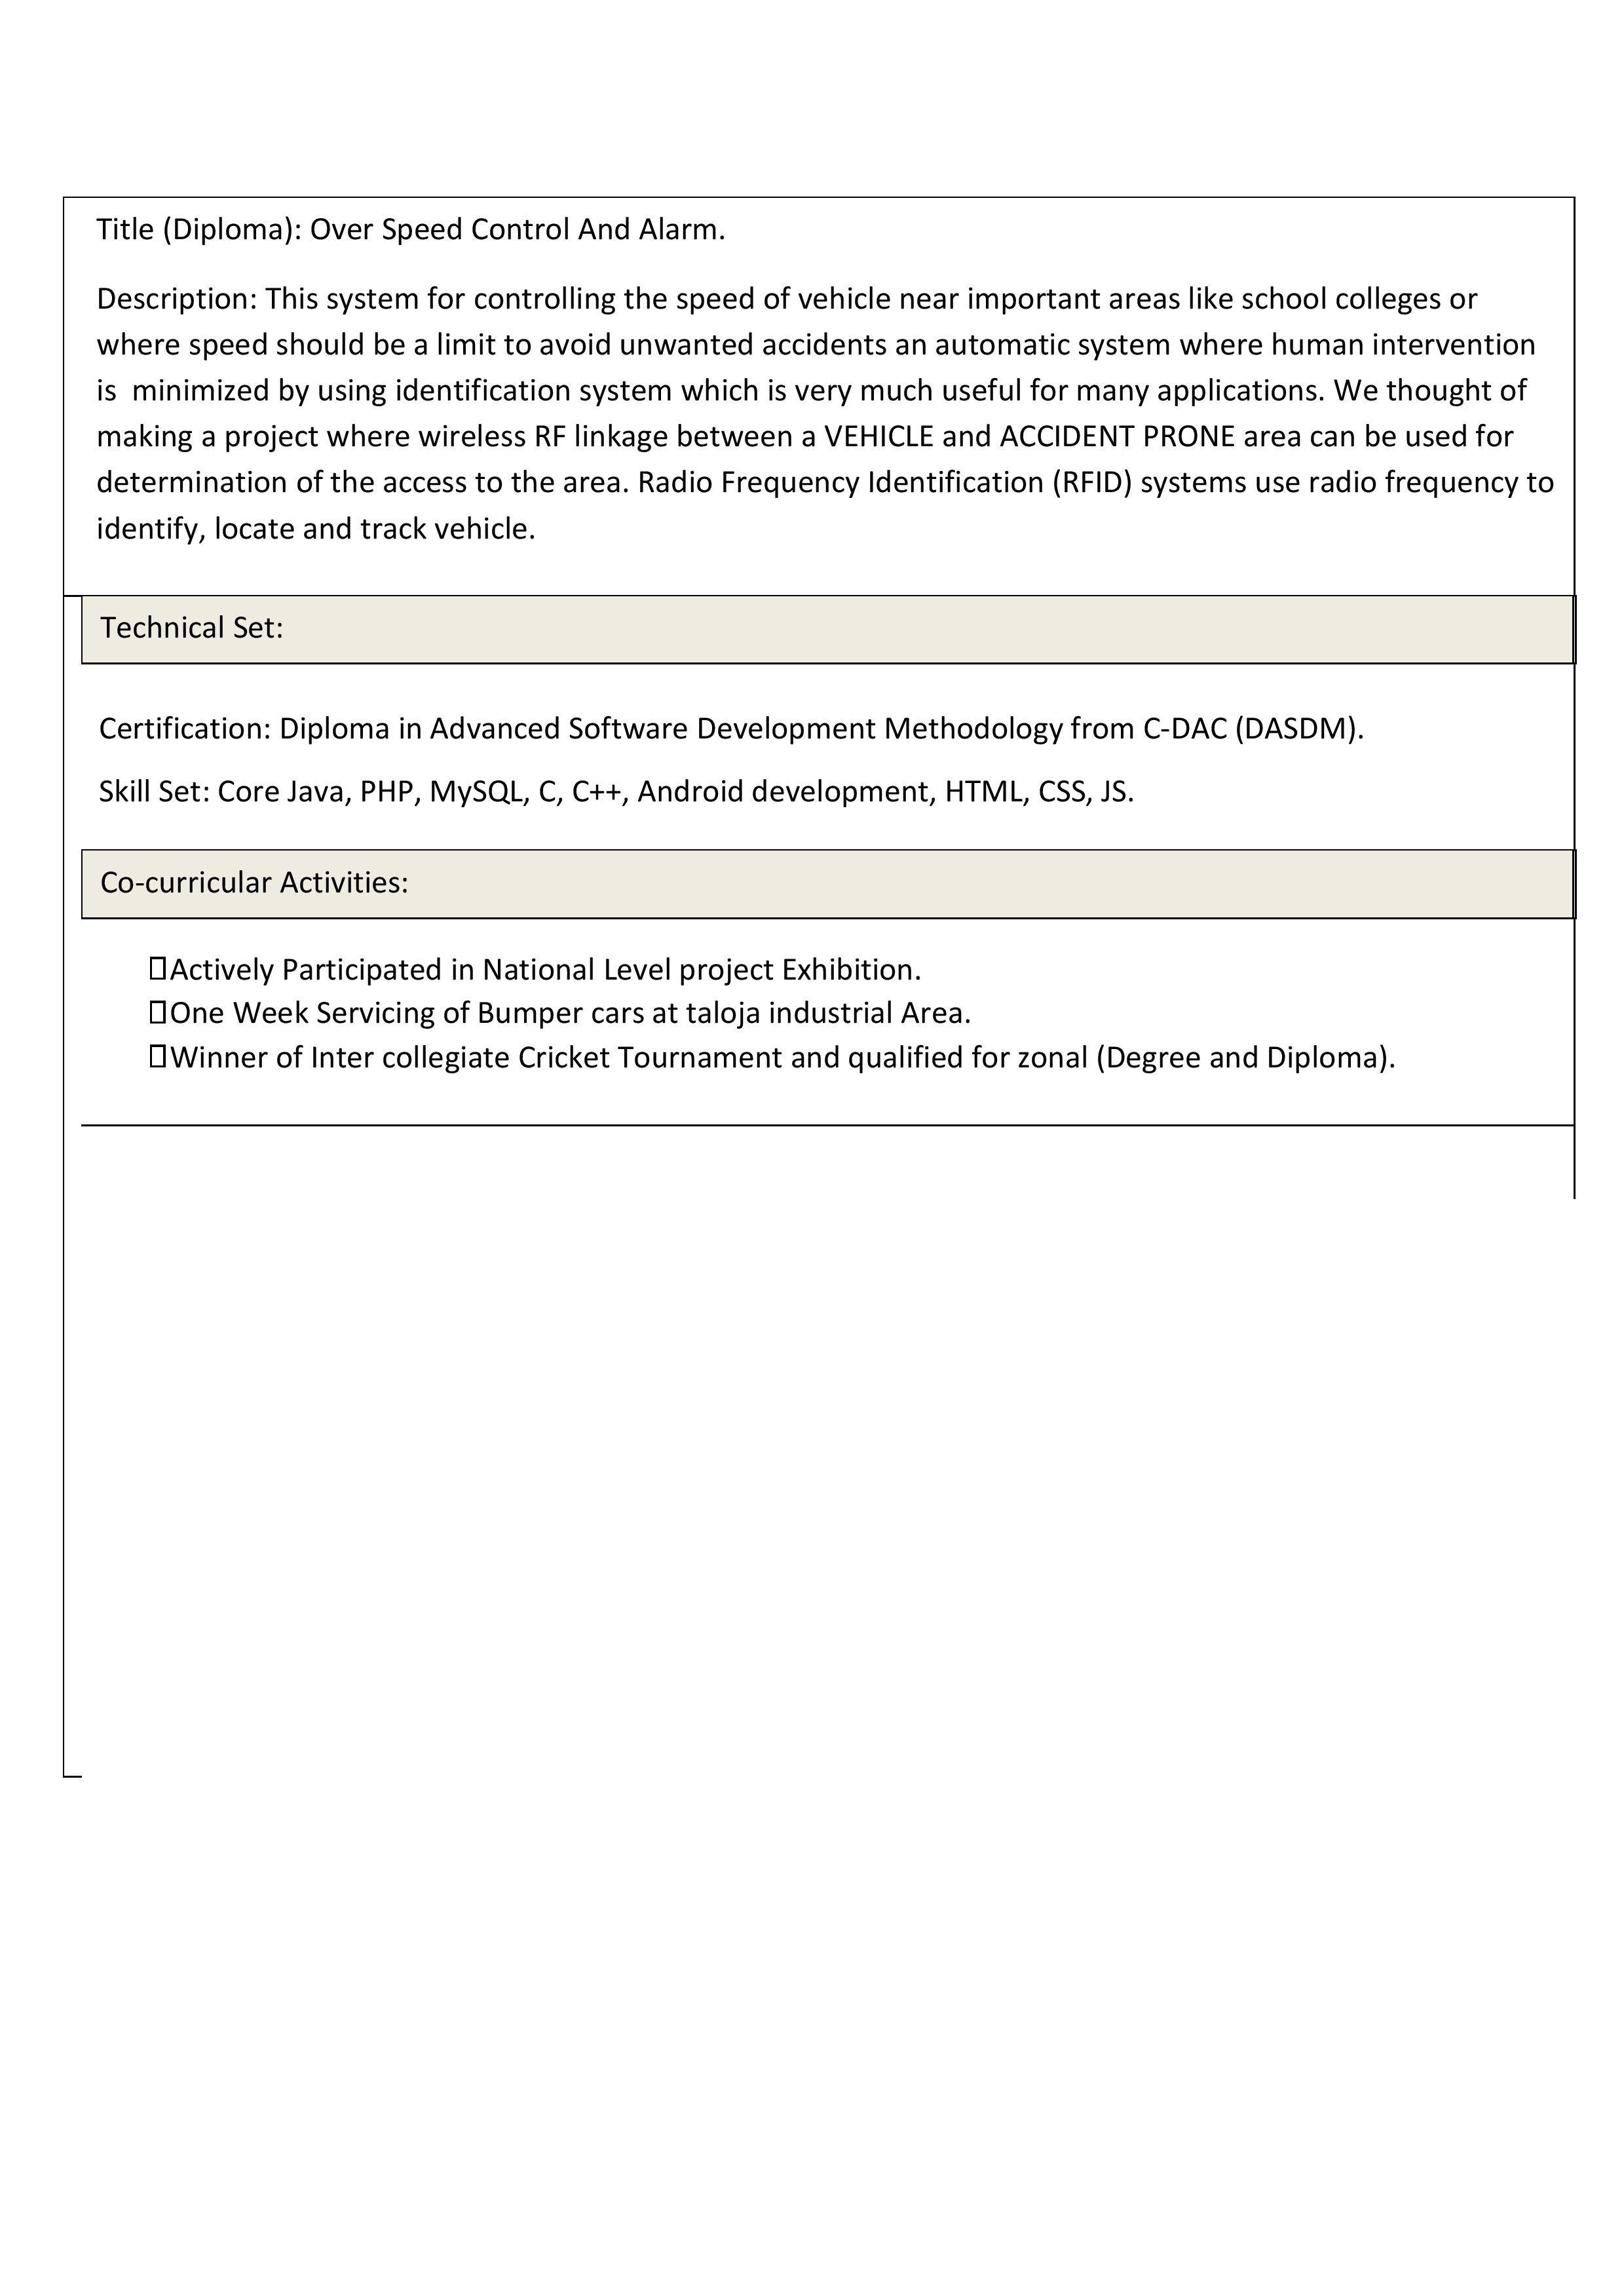 Title (Diploma): Over Speed Control And Alarm.
Description: This system for controlling the speed of vehicle near important areas like school colleges or
where speed should be a limit to avoid unwanted accidents an automatic system where human intervention
is  minimized by using identification system which is very much useful for many applications. We thought of
making a project where wireless RF linkage between a VEHICLE and ACCIDENT PRONE area can be used for
determination of the access to the area. Radio Frequency Identification (RFID) systems use radio frequency to
identify, locate and track vehicle.
Technical Set:
Certification: Diploma in Advanced Software Development Methodology from C-DAC (DASDM).
Skill Set: Core Java, PHP, MySQL, C, C++, Android development, HTML, CSS, JS.
Co-curricular Activities:
Actively Participated in National Level project Exhibition.
One Week Servicing of Bumper cars at taloja industrial Area.
Winner of Inter collegiate Cricket Tournament and qualified for zonal (Degree and Diploma).